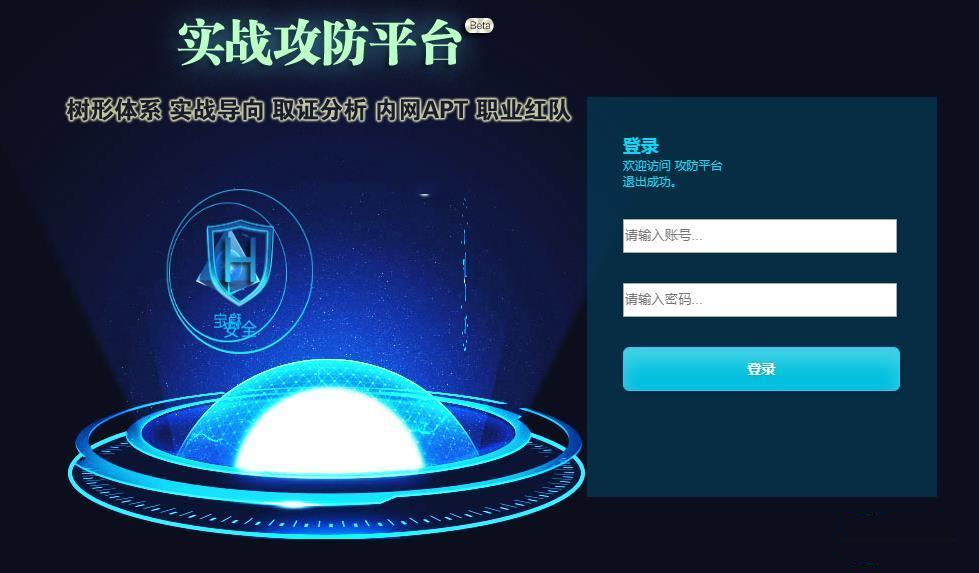 实战攻防平台
Beta
树形体系 实战导向 取证分析 内网APT 职业红队
登录
欢迎访问 攻防平台
退出成功。
请输入账号...
请输入密码...
登录
H
安全